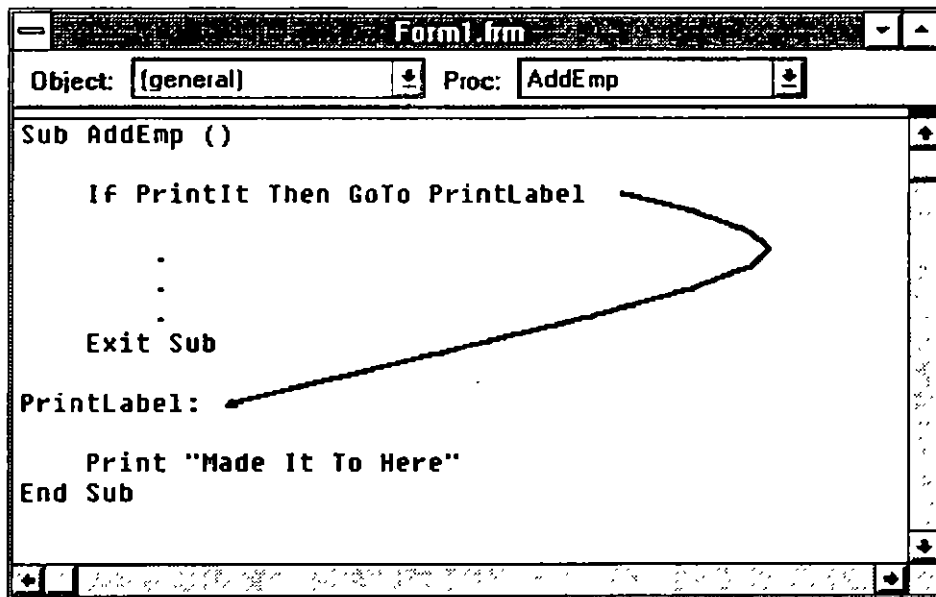 Form1.frm
Object: (general) Proc: AddEmp
Sub AddEmp ()
If PrintIt Then GoTo PrintLabel
.
.
.
Exit Sub
PrintLabel:
Print "Made It To Here"
End Sub